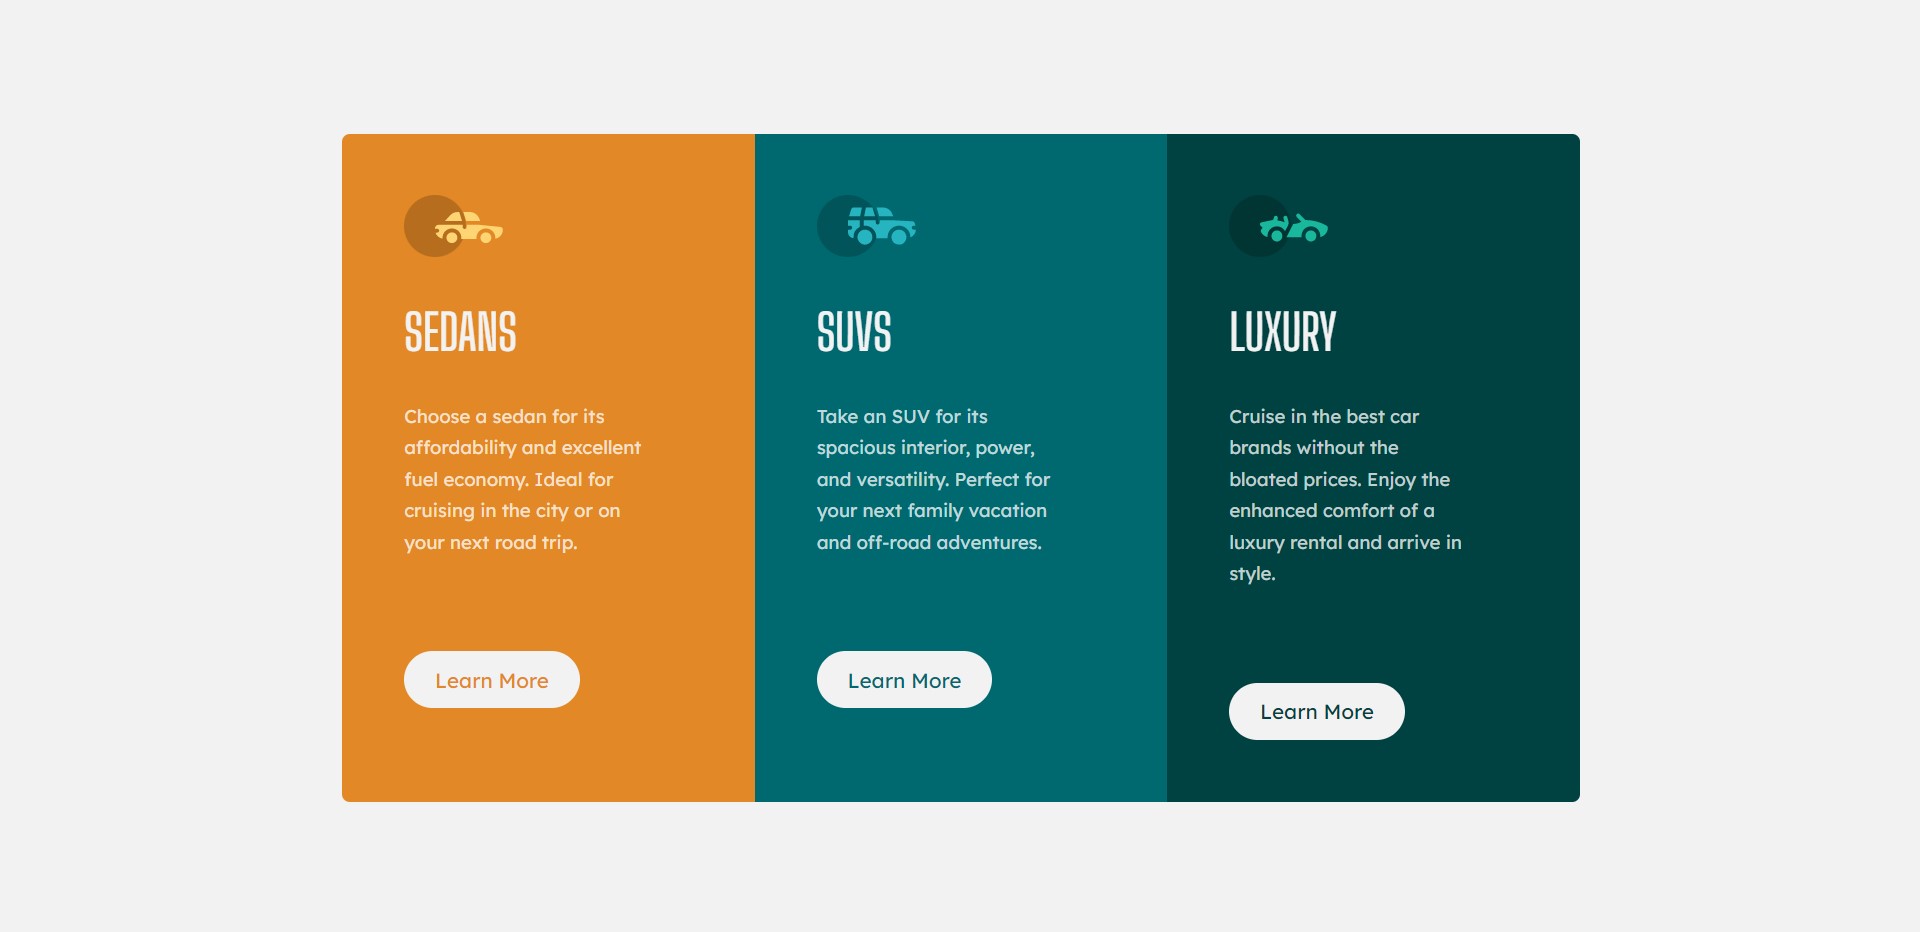 SEDANS
Choose a sedan for its
affordability and excellent
fuel economy. Ideal for
cruising in the city or on
your next road trip.
Learn More
SUVS
Take an SUV for its
spacious interior, power,
and versatility. Perfect for
your next family vacation
and off-road adventures.
Learn More
LUXURY
Cruise in the best car
brands without the
bloated prices. Enjoy the
enhanced comfort of a
luxury rental and arrive in
style.
Learn More